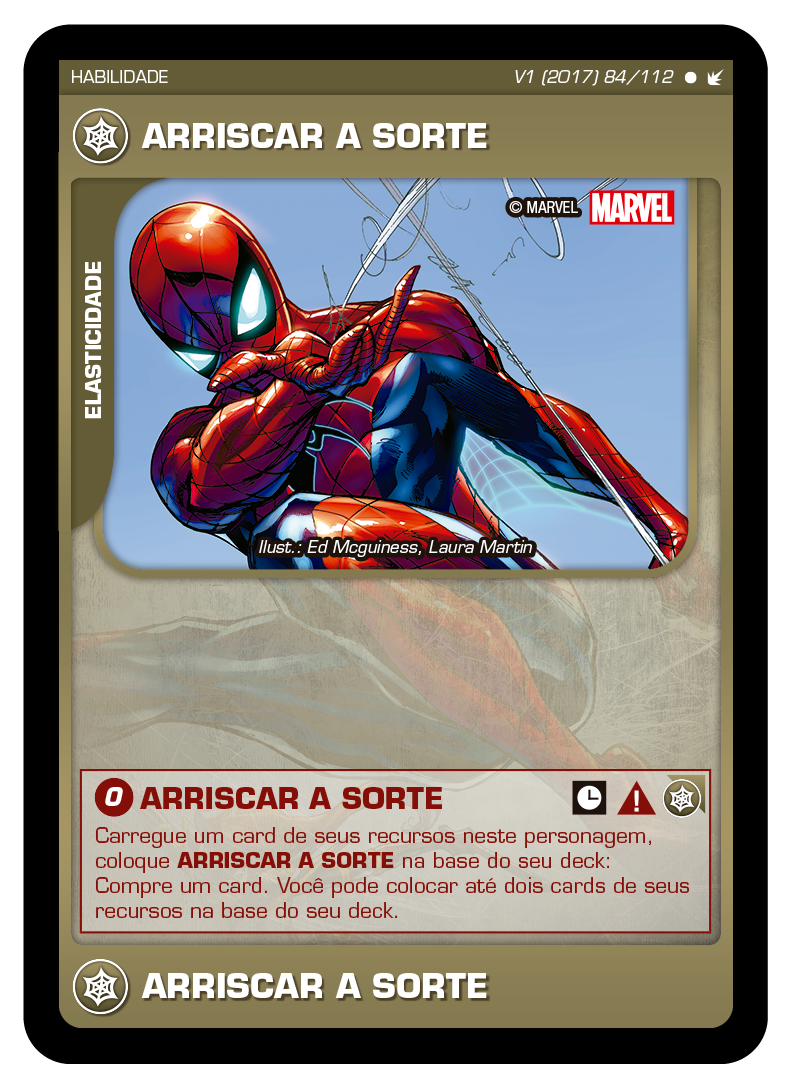 HABILIDADE
V1 (2017) 84/112
ARRISCAR A SORTE
© MARVEL
MARVEL
ELASTICIDADE
Ilust.: Ed Mcguiness, Laura Martin
0 ARRISCAR A SORTE
Carregue um card de seus recursos neste personagem,
coloque ARRISCAR A SORTE na base do seu deck:
Compre um card. Você pode colocar até dois cards de seus
recursos na base do seu deck.
ARRISCAR A SORTE